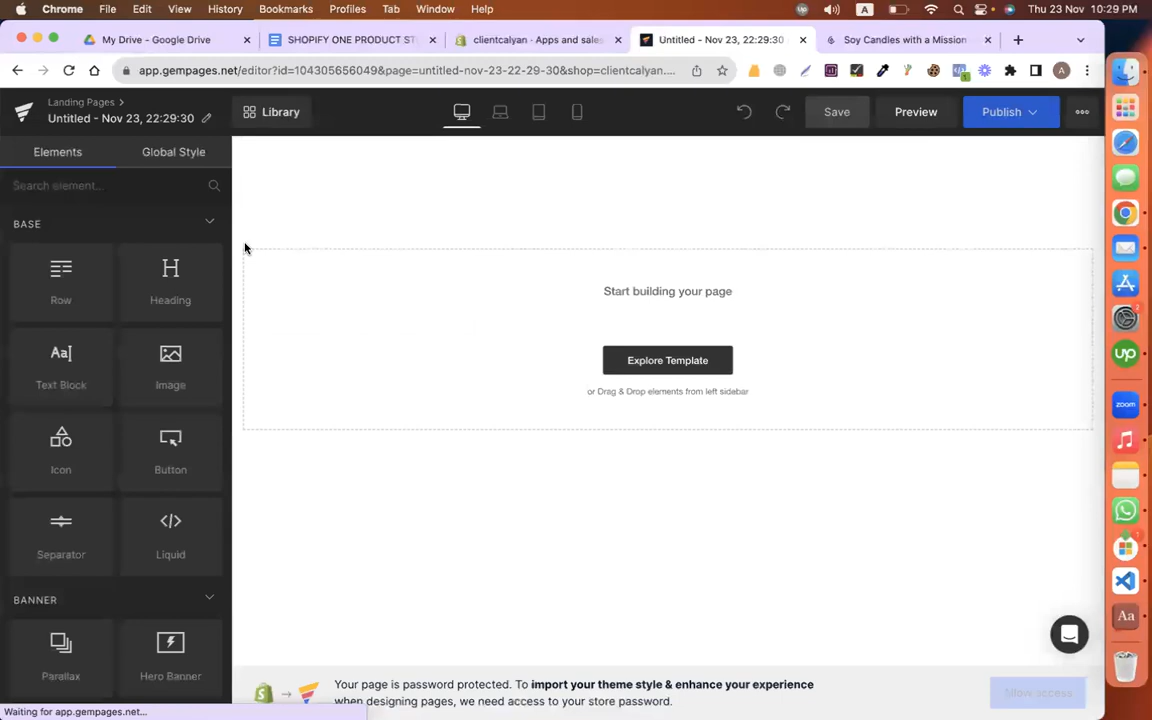 Chrome File Edit View History Bookmarks Profiles Tab Window Help A Thu 23 Nov 10:29 PM
My Drive - Google Drive SHOPIFY ONE PRODUCT ST clientcalyan - Apps and sales Untitled - Nov 23, 22:29:30 Soy Candles with a Mission
app.gempages.net/editor?id=104305656049&page=untitled-nov-23-22-29-30&shop=clientcalyan.... A
Landing Pages
Untitled - Nov 23, 22:29:30
Library
Save
Preview
Publish
Elements
Global Style
Search element...
BASE
Row
Heading
Text Block
Image
Icon
Button
Separator
Liquid
BANNER
Parallax
Hero Banner
Start building your page
Explore Template
or Drag & Drop elements from left sidebar
Your page is password protected. To import your theme style & enhance your experience
when designing pages, we need access to your store password.
Allow access
Waiting for app.gempages.net...
up
zoom
Aa